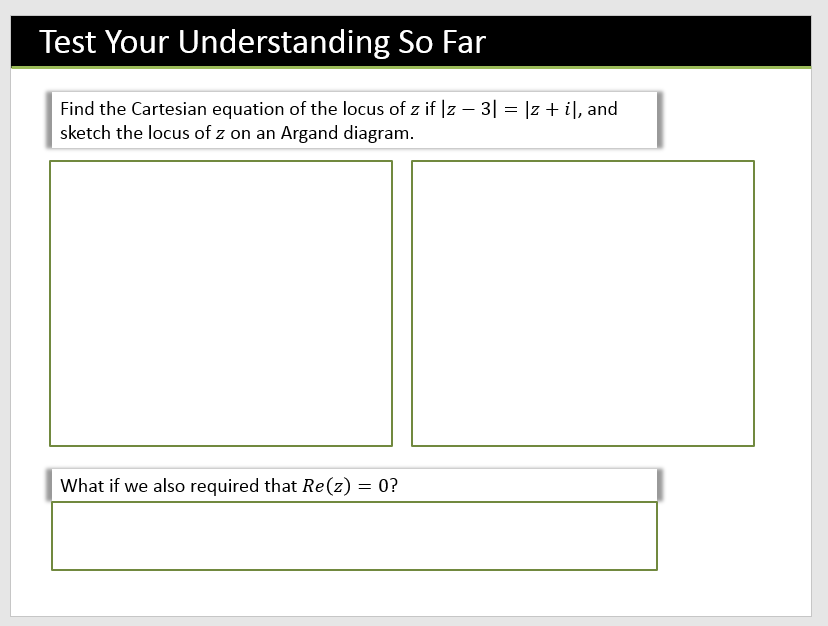 Test Your Understanding So Far
Find the Cartesian equation of the locus of z if |z − 3| = |z + i|, and
sketch the locus of z on an Argand diagram.
What if we also required that Re(z) = 0?